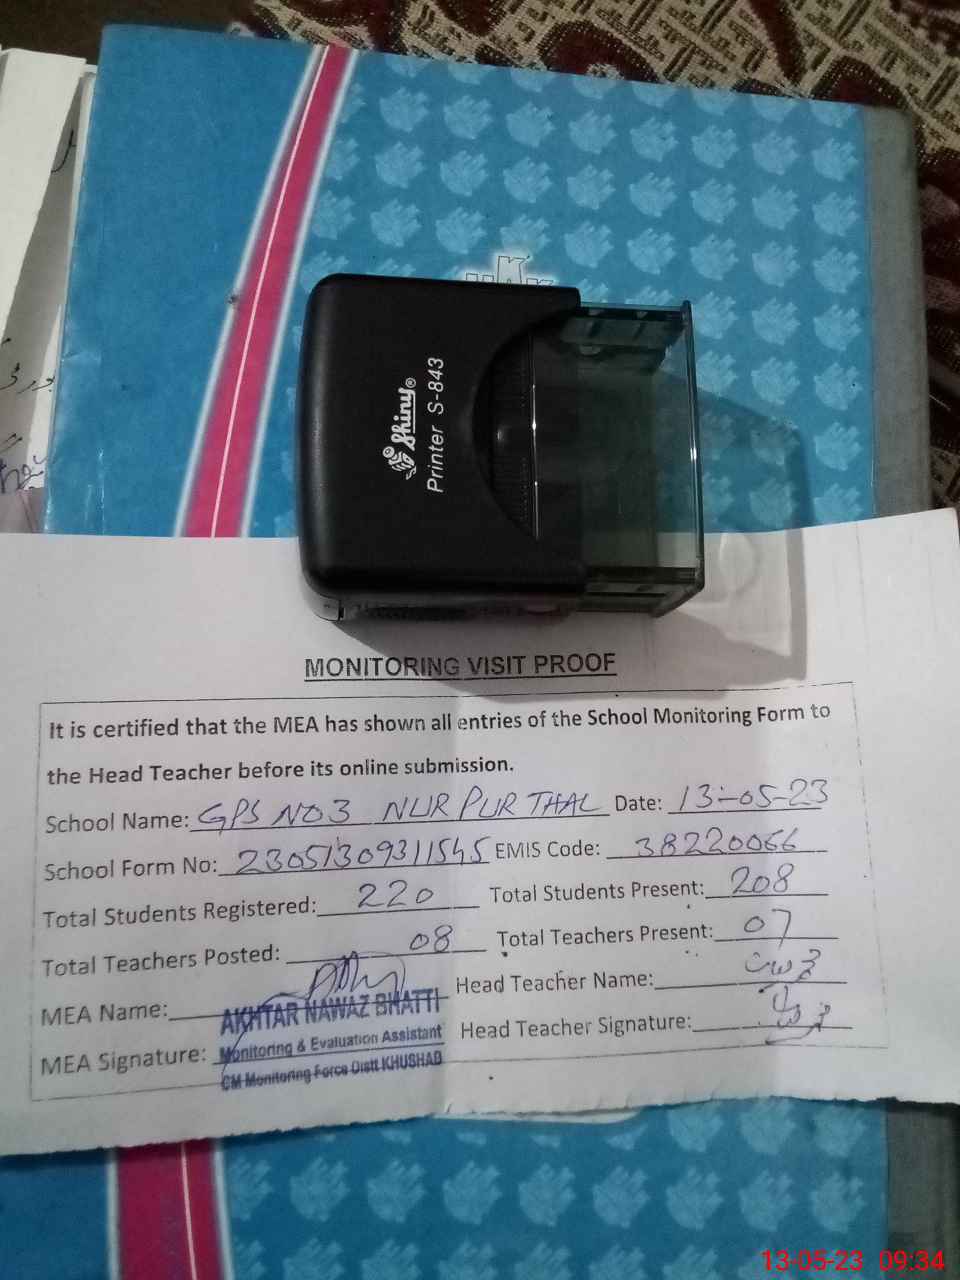 Shiny®
Printer S-843
MONITORING VISIT PROOF
It is certified that the MEA has shown all entries of the School Monitoring Form to
the Head Teacher before its online submission.
School Name: GPS NO3 NUR PUR THAL Date: 13-05-23
School Form No: 23051309311545 EMIS Code: 38220066
Total Students Registered: 220 Total Students Present: 208
Total Teachers Posted: 08 Total Teachers Present: 07
MEA Name: Head Teacher Name:
AKHTAR NAWAZ BHATTI
MEA Signature: Head Teacher Signature:
Monitoring & Evaluation Assistant
CM Monitoring Force Distt KHUSHAB
13-05-23 09:34